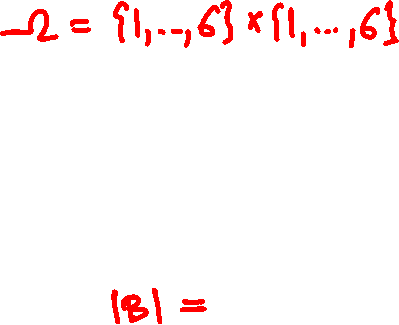 Ω = {1,..,6}×{1,...,6}
|B| =